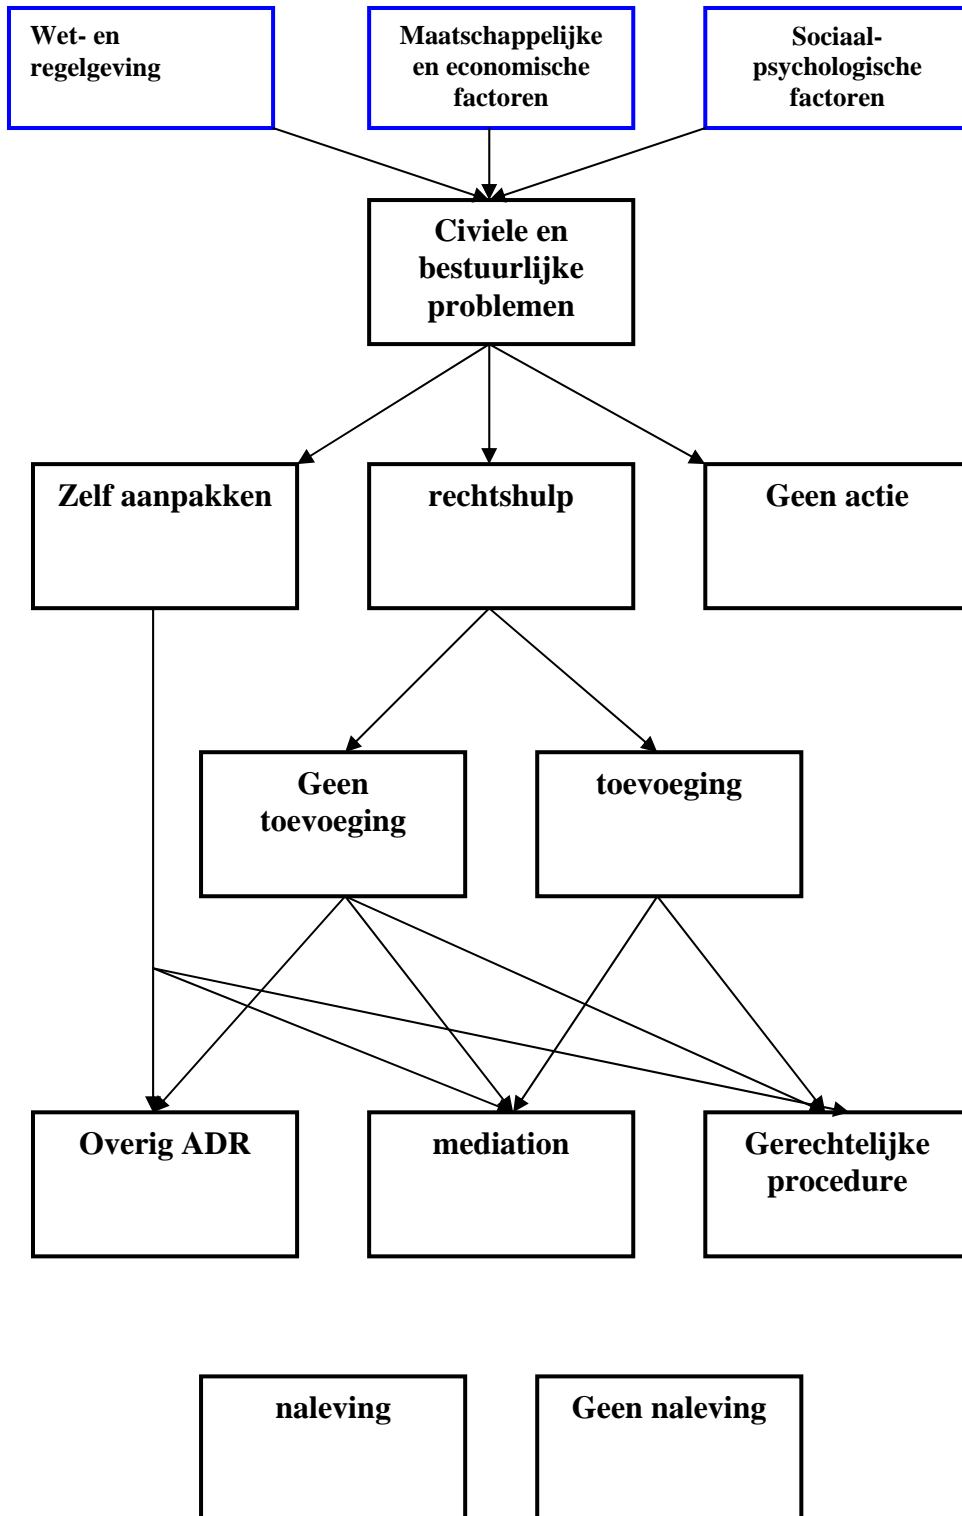 Wet- en
regelgeving
Maatschappelijke
en economische
factoren
Sociaal-
psychologische
factoren
Civiele en
bestuurlijke
problemen
Zelf aanpakken
rechtshulp
Geen actie
Geen
toevoeging
toevoeging
Overig ADR
mediation
Gerechtelijke
procedure
naleving
Geen naleving